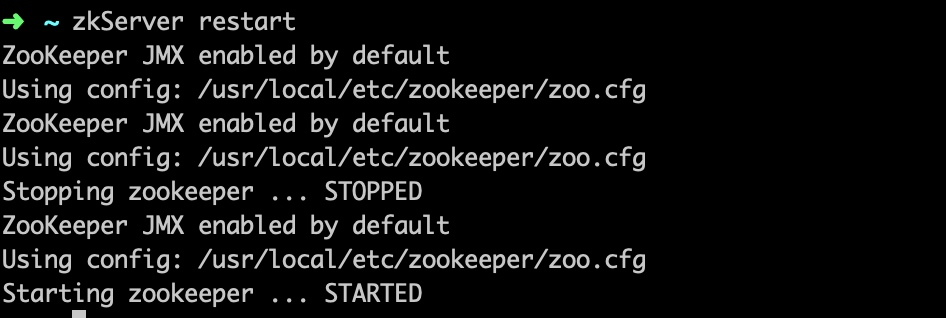 ➜ ~ zkServer restart
ZooKeeper JMX enabled by default
Using config: /usr/local/etc/zookeeper/zoo.cfg
ZooKeeper JMX enabled by default
Using config: /usr/local/etc/zookeeper/zoo.cfg
Stopping zookeeper ... STOPPED
ZooKeeper JMX enabled by default
Using config: /usr/local/etc/zookeeper/zoo.cfg
Starting zookeeper ... STARTED